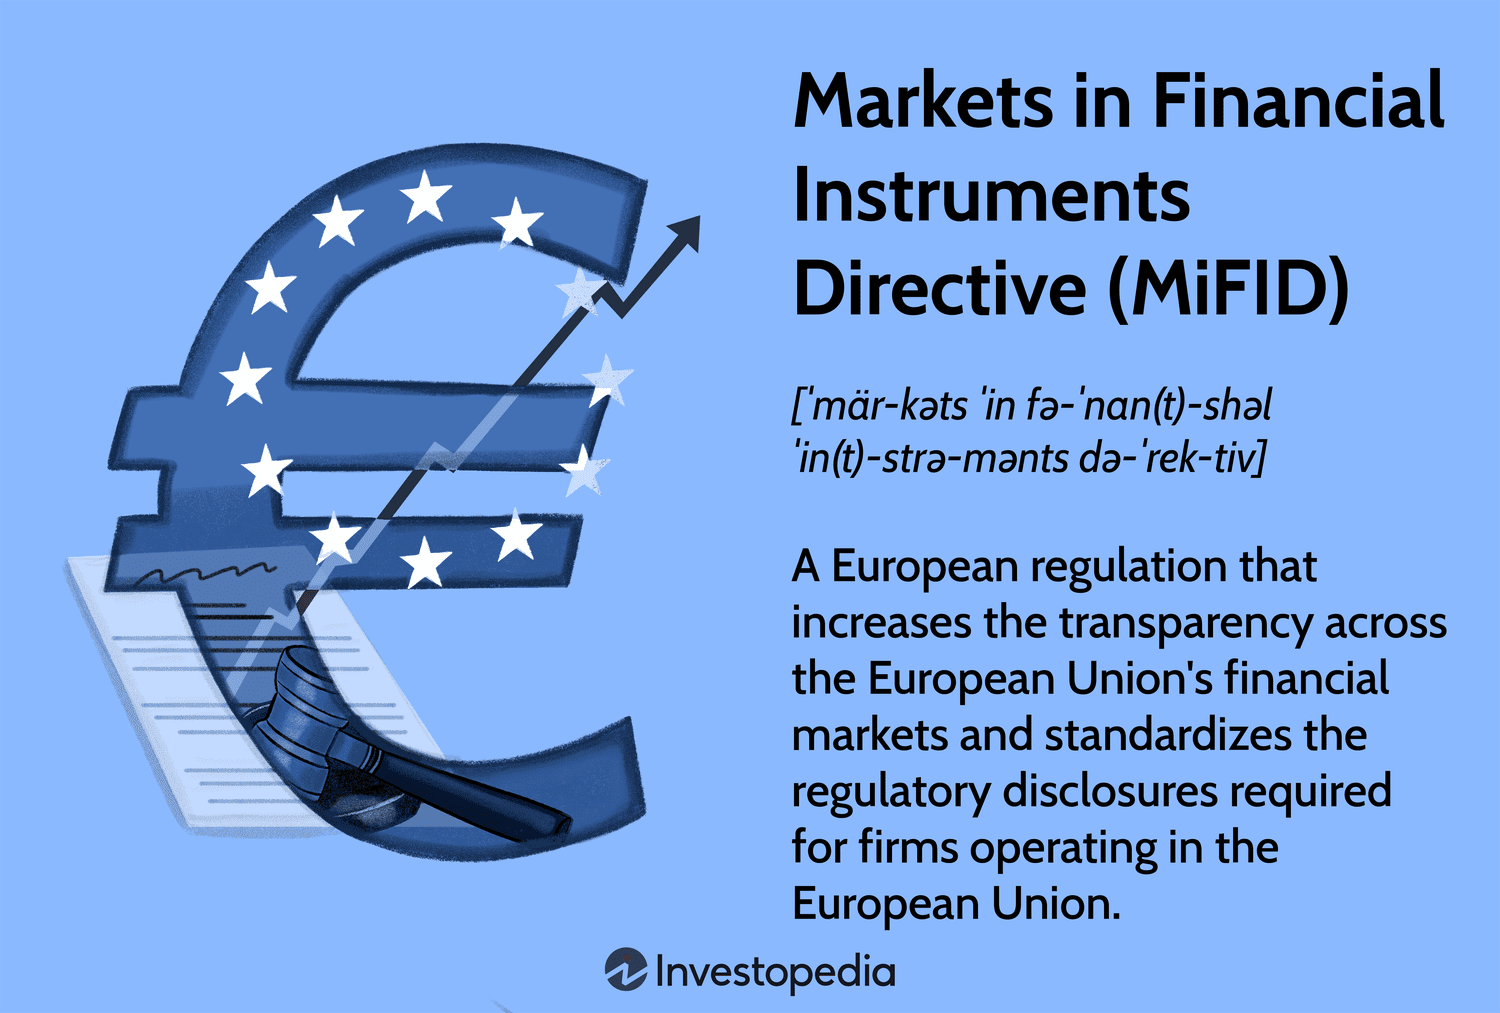 Markets in Financial
Instruments
Directive (MiFID)
[ˈmär-kəts ˈin fə-ˈnan(t)-shəl
ˈin(t)-strə-mənts də-ˈrek-tiv]
A European regulation that
increases the transparency across
the European Union's financial
markets and standardizes the
regulatory disclosures required
for firms operating in the
European Union.
Investopedia